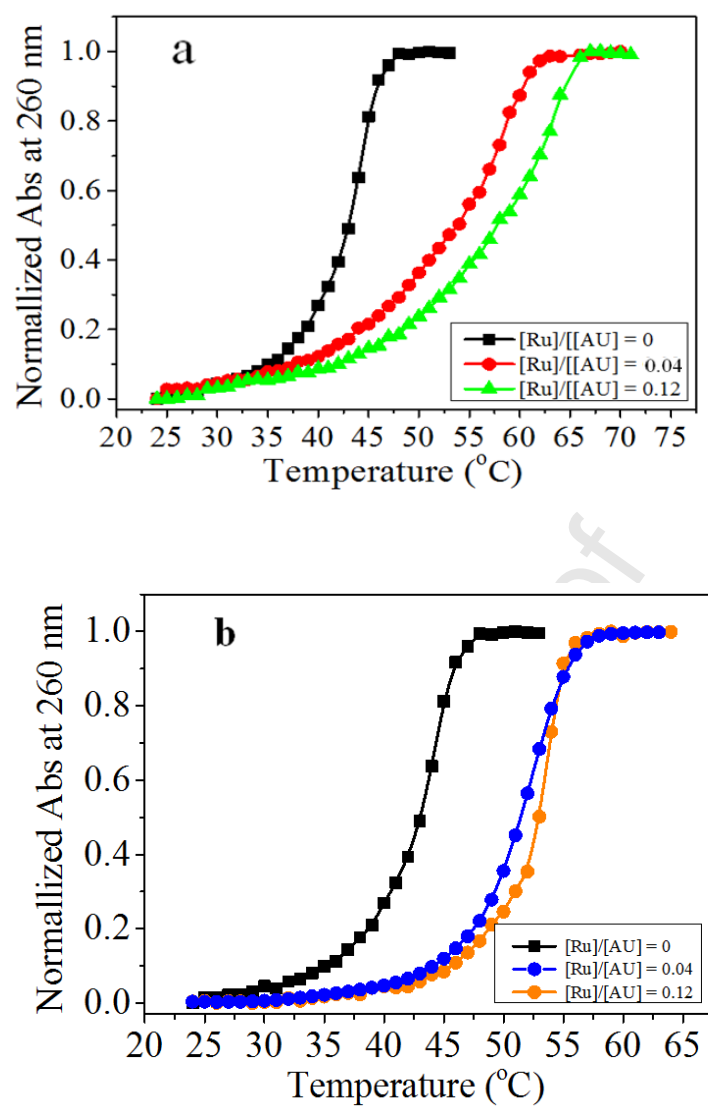 a
Normallized Abs at 260 nm
1.0
0.8
0.6
0.4
0.2
0.0
[Ru]/[[AU] = 0
[Ru]/[[AU] = 0.04
[Ru]/[[AU] = 0.12
20 25 30 35 40 45 50 55 60 65 70 75
Temperature (°C)
of
b
Normallized Abs at 260 nm
1.0
0.8
0.6
0.4
0.2
0.0
[Ru]/[AU] = 0
[Ru]/[AU] = 0.04
[Ru]/[AU] = 0.12
20 25 30 35 40 45 50 55 60 65
Temperature (°C)